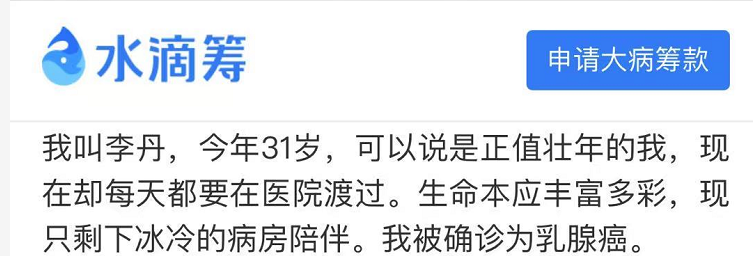 水滴筹
申请大病筹款
我叫李丹，今年31岁，可以说是正值壮年的我，现
在却每天都要在医院渡过。生命本应丰富多彩，现
只剩下冰冷的病房陪伴。我被确诊为乳腺癌。